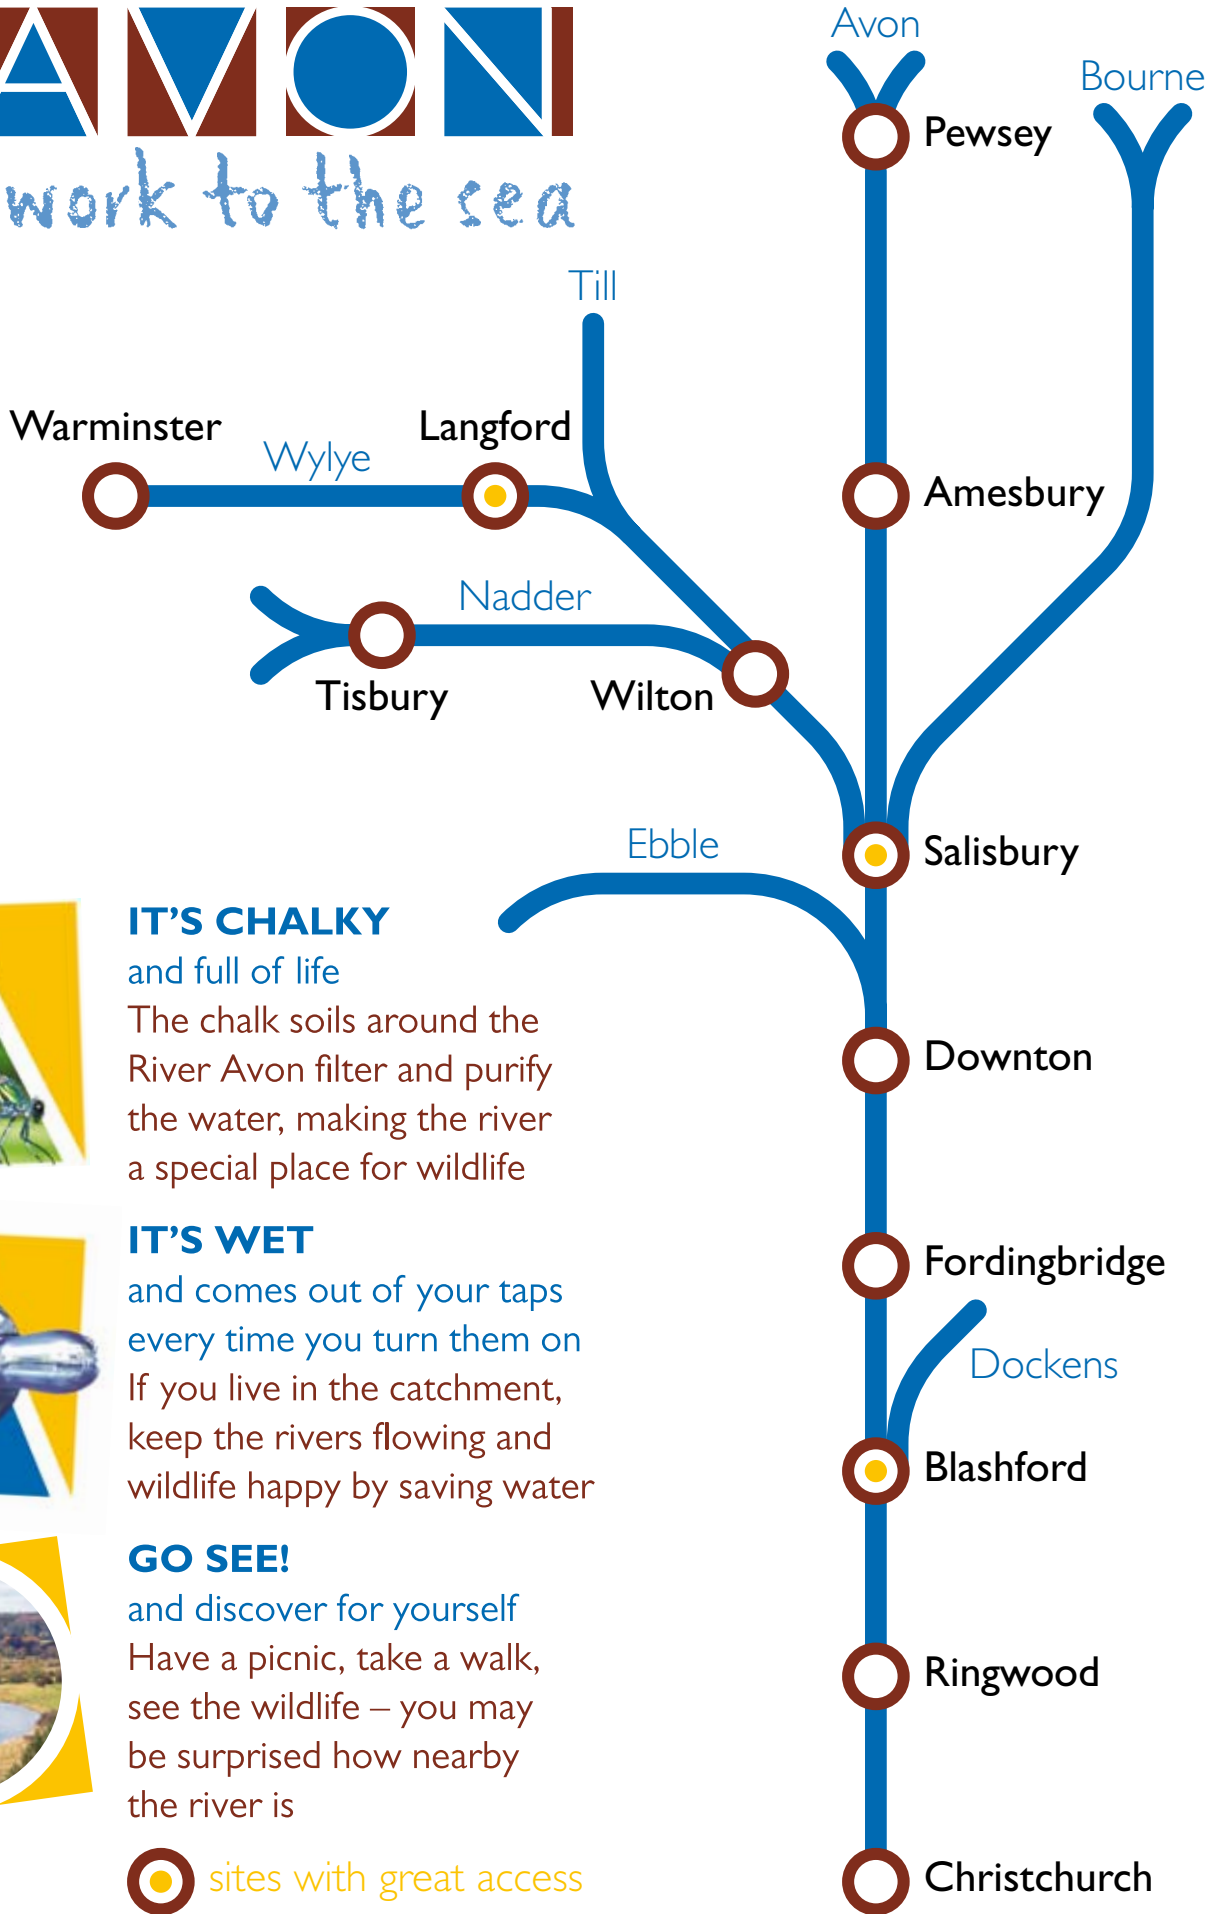 AVON
work to the sea
Avon
Bourne
Pewsey
Till
Warminster
Wylye
Langford
Amesbury
Nadder
Tisbury
Wilton
Ebble
Salisbury
IT'S CHALKY
and full of life
The chalk soils around the
River Avon filter and purify
the water, making the river
a special place for wildlife
Downton
IT'S WET
and comes out of your taps
every time you turn them on
If you live in the catchment,
keep the rivers flowing and
wildlife happy by saving water
Fordingbridge
Dockens
Blashford
GO SEE!
and discover for yourself
Have a picnic, take a walk,
see the wildlife – you may
be surprised how nearby
the river is
Ringwood
sites with great access
Christchurch